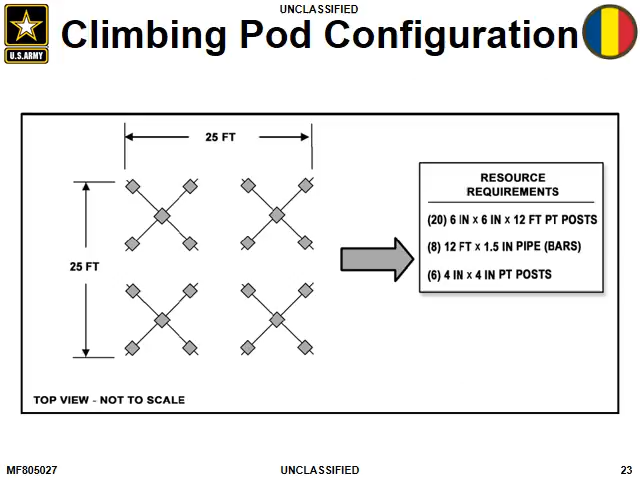 UNCLASSIFIED
Climbing Pod Configuration
U.S.ARMY
25 FT
25 FT
RESOURCE
REQUIREMENTS
(20) 6 IN x 6 IN x 12 FT PT POSTS
(8) 12 FT x 1.5 IN PIPE (BARS)
(6) 4 IN x 4 IN PT POSTS
TOP VIEW - NOT TO SCALE
MF805027
UNCLASSIFIED
23